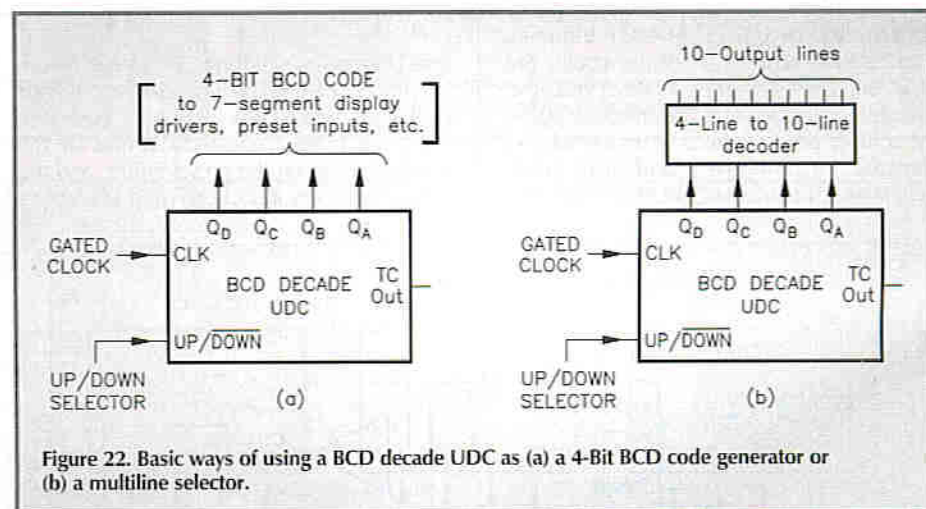 4-BIT BCD CODE
to 7-segment display
drivers, preset inputs, etc.
QD QC QB QA
GATED
CLOCK
CLK
BCD DECADE
UDC
TC
Out
UP/DOWN
UP/DOWN
SELECTOR
(a)
10-Output lines
4-Line to 10-line
decoder
QD QC QB QA
GATED
CLOCK
CLK
BCD DECADE
UDC
TC
Out
UP/DOWN
UP/DOWN
SELECTOR
(b)
Figure 22. Basic ways of using a BCD decade UDC as (a) a 4-Bit BCD code generator or
(b) a multiline selector.